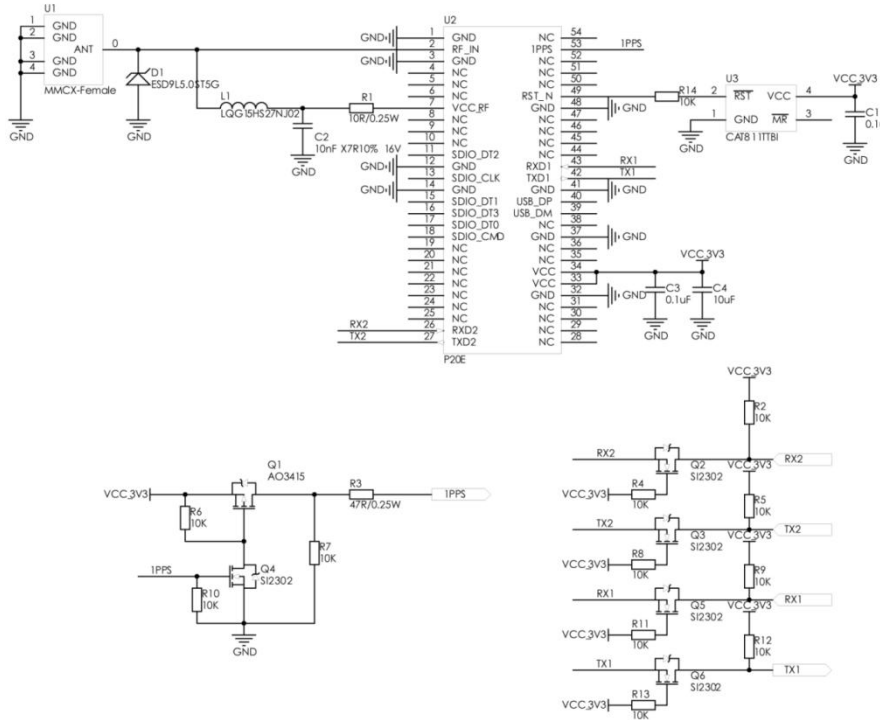 U1
1 GND
2 GND
3 GND
4 GND
ANT 0
MMCX-Female
GND
D1
ESD9L5.0ST5G
GND
L1
LQG15HS27NJ02
C2
10nF X7R10% 16V
GND
R1
10R/0.25W
GND
GND
GND
GND
U2
1 GND
2 RF_IN
3 GND
4 NC
5 NC
6 NC
7 VCC_RF
8 NC
9 NC
10 NC
11 SDIO_DT2
12 GND
13 SDIO_CLK
14 GND
15 SDIO_DT1
16 SDIO_DT3
17 SDIO_DT0
18 SDIO_CMD
19 NC
20 NC
21 NC
22 NC
23 NC
24 NC
25 NC
RX2 26 RXD2
TX2 27 TXD2
NC 54
1PPS 53 1PPS
NC 52
NC 51
NC 50
RST_N 49
GND 48 GND
NC 47
NC 46
NC 45
NC 44
RXD1 43 RX1
TXD1 42 TX1
GND 41 GND
USB_DP 40
USB_DM 39
NC 38
GND 37 GND
NC 36
NC 35
VCC 34
VCC 33
GND 32 GND
NC 31
NC 30
NC 29
NC 28
P20E
R14
10K
U3
2 RST VCC 4
1 GND MR 3
CAT811TTBI
GND
VCC_3V3
C1
0.1
GND
VCC_3V3
C3
0.1uF
C4
10uF
GND
GND
Q1
AO3415
VCC_3V3
R6
10K
R3
47R/0.25W
1PPS
R7
10K
1PPS
Q4
SI2302
R10
10K
GND
VCC_3V3
R2
10K
RX2
Q2
SI2302
RX2
VCC_3V3
R4
10K
VCC_3V3
R5
10K
TX2
Q3
SI2302
TX2
VCC_3V3
R8
10K
VCC_3V3
R9
10K
RX1
Q5
SI2302
RX1
VCC_3V3
R11
10K
VCC_3V3
R12
10K
TX1
Q6
SI2302
TX1
VCC_3V3
R13
10K